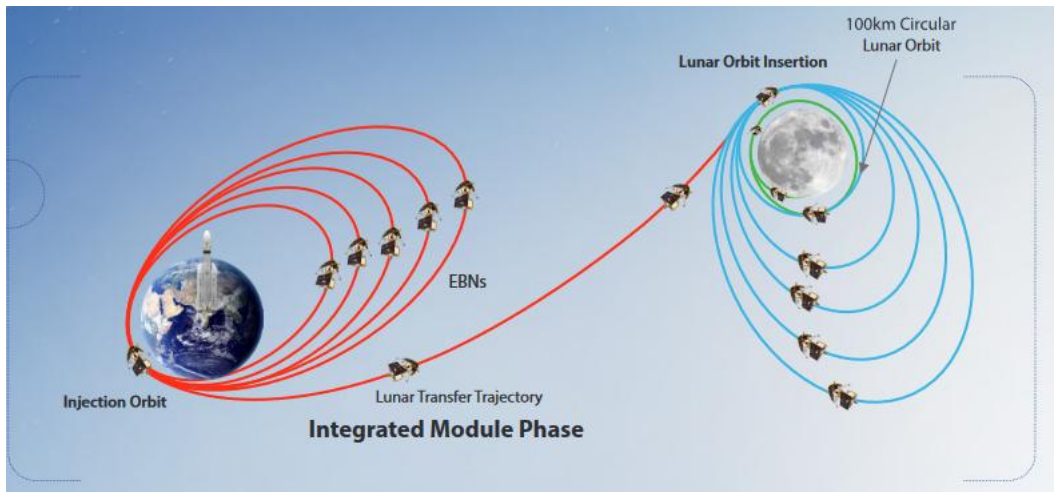 100km Circular
Lunar Orbit
Lunar Orbit Insertion
EBNs
Lunar Transfer Trajectory
Injection Orbit
Integrated Module Phase